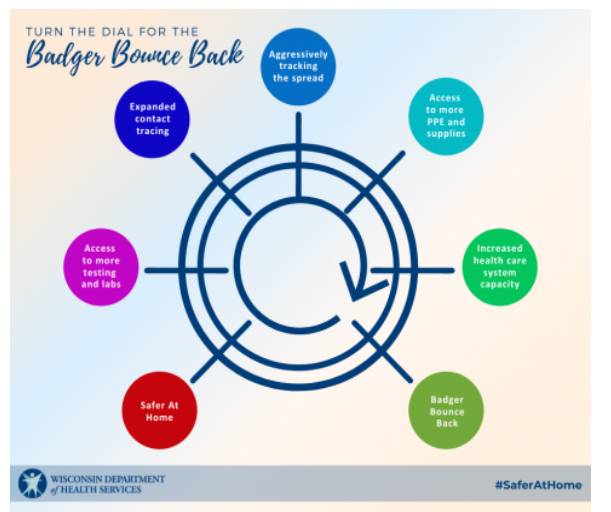 TURN THE DIAL FOR THE
Badger Bounce Back
Aggressively
tracking
the spread
Expanded
contact
tracing
Access
to more
PPE and
supplies
Access
to more
testing
and labs
Increased
health care
system
capacity
Safer At
Home
Badger
Bounce
Back
WISCONSIN DEPARTMENT
of HEALTH SERVICES
#SaferAtHome